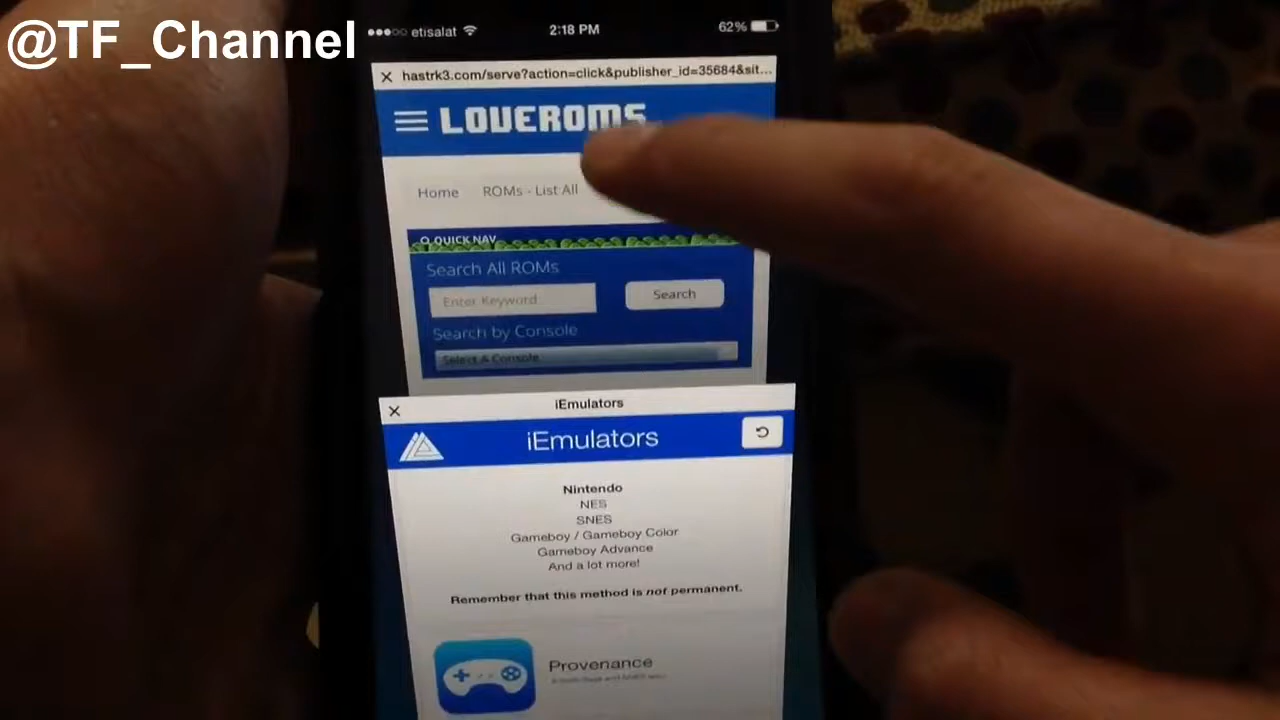 @TF_Channel
etisalat 2:18 PM 62%
hastrk3.com/serve?action=click&publisher_id=35684&sit...
LOVEROMS
Home ROMs - List All
QUICK NAV
Search All ROMs
Enter Keyword Search
Search by Console
Select A Console
iEmulators
iEmulators
Nintendo
NES
SNES
Gameboy / Gameboy Color
Gameboy Advance
And a lot more!
Remember that this method is not permanent.
Provenance